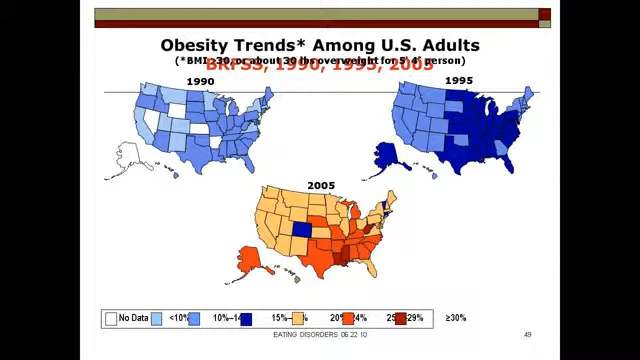 Obesity Trends* Among U.S. Adults
BRFSS, 1990, 1995, 2005
(*BMI ≥30, or about 30 lbs overweight for 5'4" person)
1990
1995
2005
No Data <10% 10%–14 15%– % 20% 24% 25 29% ≥30%
EATING DISORDERS 06 22 10
49